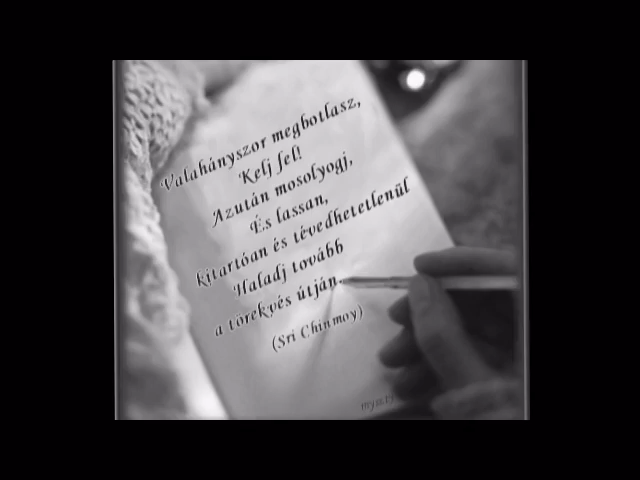 Valahányszor megbotlasz,
Kelj fel!
Azután mosolyogj,
És lassan,
kitartóan és tévedhetetlenül
Haladj tovább
a törekvés útján.
(Sri Chinmoy)